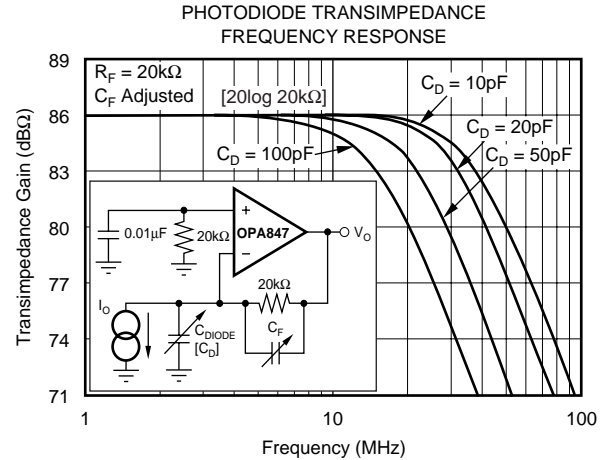 PHOTODIODE TRANSIMPEDANCE
FREQUENCY RESPONSE
89
86
83
80
77
74
71
Transimpedance Gain (dBΩ)
R_F = 20kΩ
C_F Adjusted
[20log 20kΩ]
C_D = 10pF
C_D = 20pF
C_D = 50pF
C_D = 100pF
0.01µF
20kΩ
+
OPA847
−
V_O
20kΩ
I_O
C_DIODE
[C_D]
C_F
1
10
100
Frequency (MHz)